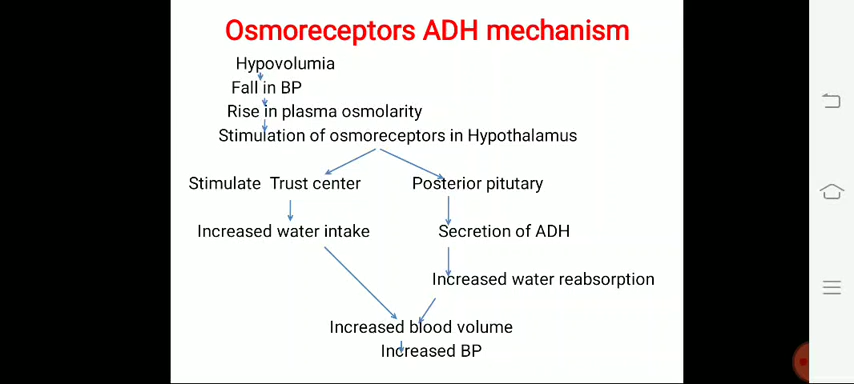 Osmoreceptors ADH mechanism
Hypovolumia
Fall in BP
Rise in plasma osmolarity
Stimulation of osmoreceptors in Hypothalamus
Stimulate Trust center
Posterior pitutary
Increased water intake
Secretion of ADH
Increased water reabsorption
Increased blood volume
Increased BP